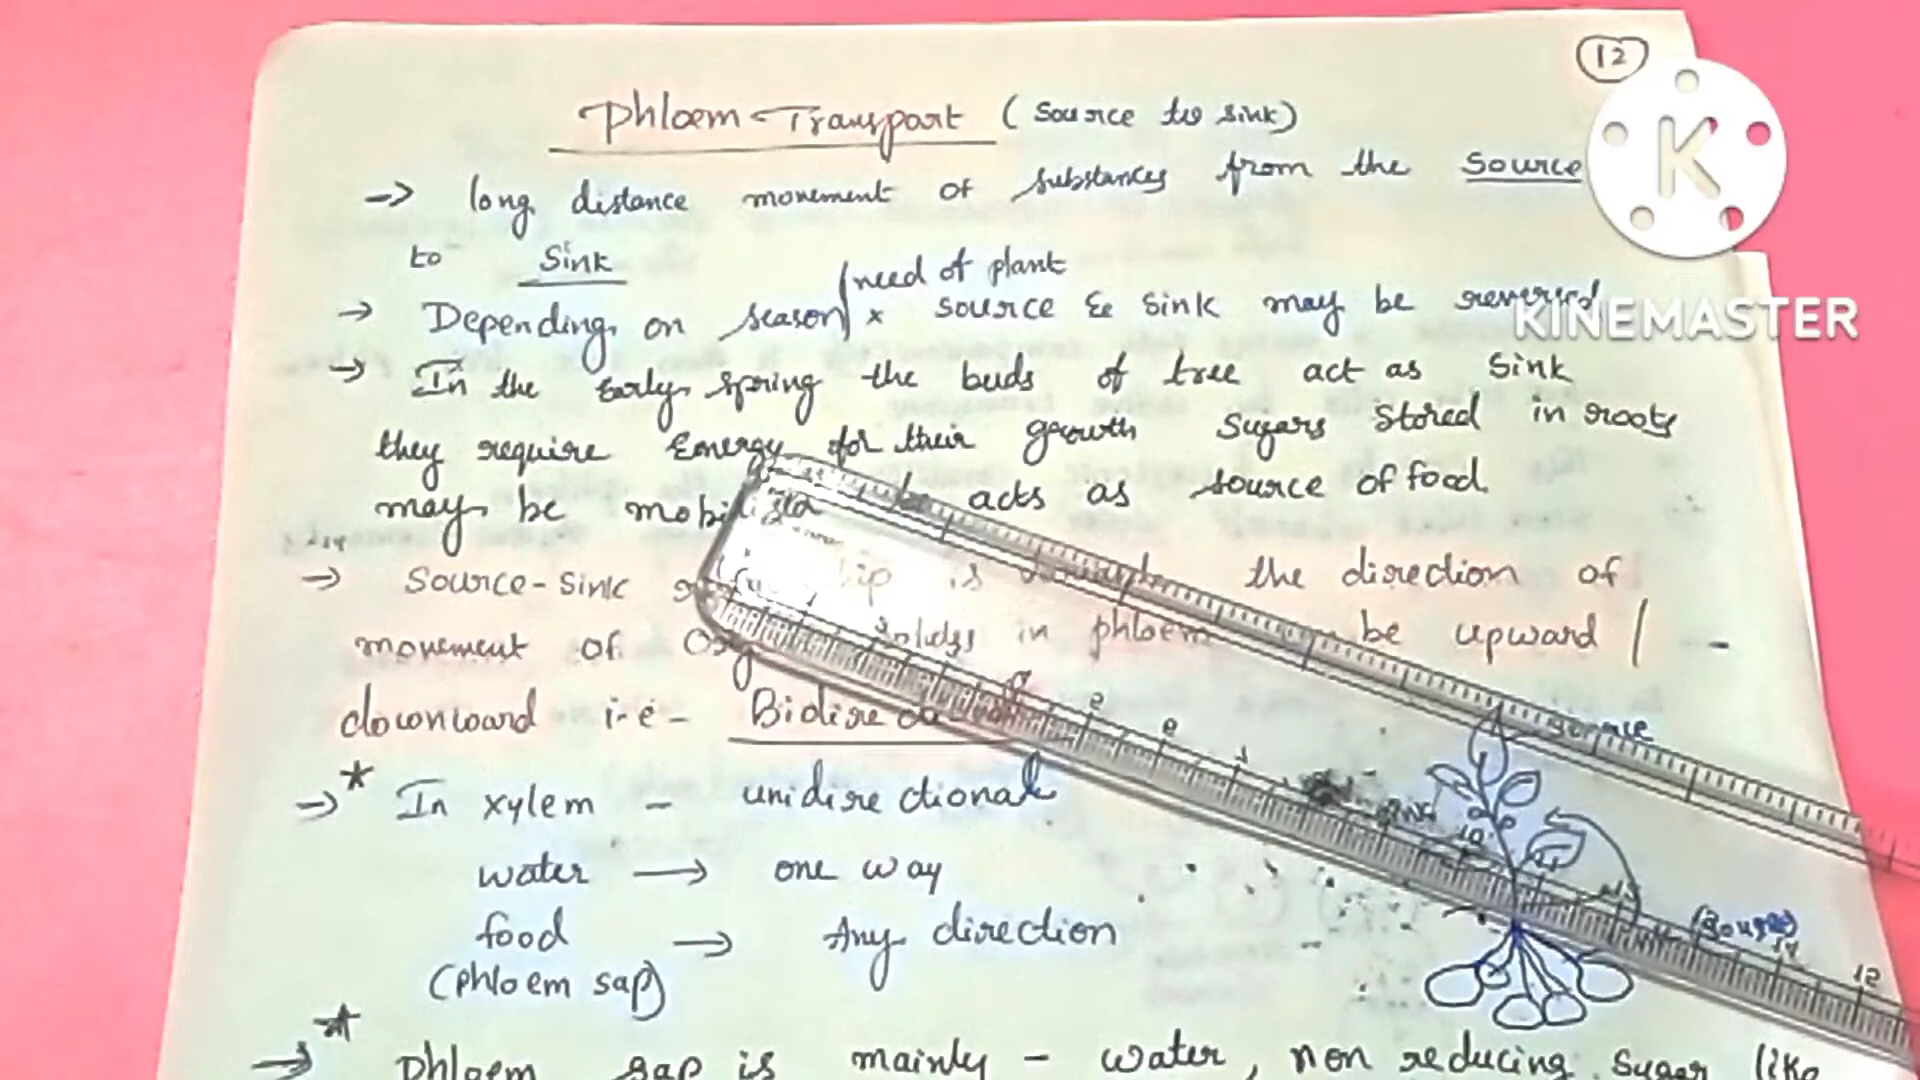 12
Phloem Transport (Source to sink)
K
KINEMASTER
→ long distance movement of substances from the Source
to Sink
need of plant
→ Depending on season / x source & sink may be reversed
→ In the Early spring the buds of tree act as sink
they require Energy for their growth Sugars stored in roots
may be acts as source of food.
→ Source-Sink is the direction of
movement of in phloem be upward /
downward i.e -
→* In xylem - unidirectional
water → one way
food → Any direction
(Phloem sap)
→* Phloem sap is mainly - water, non reducing sugar like
source
12